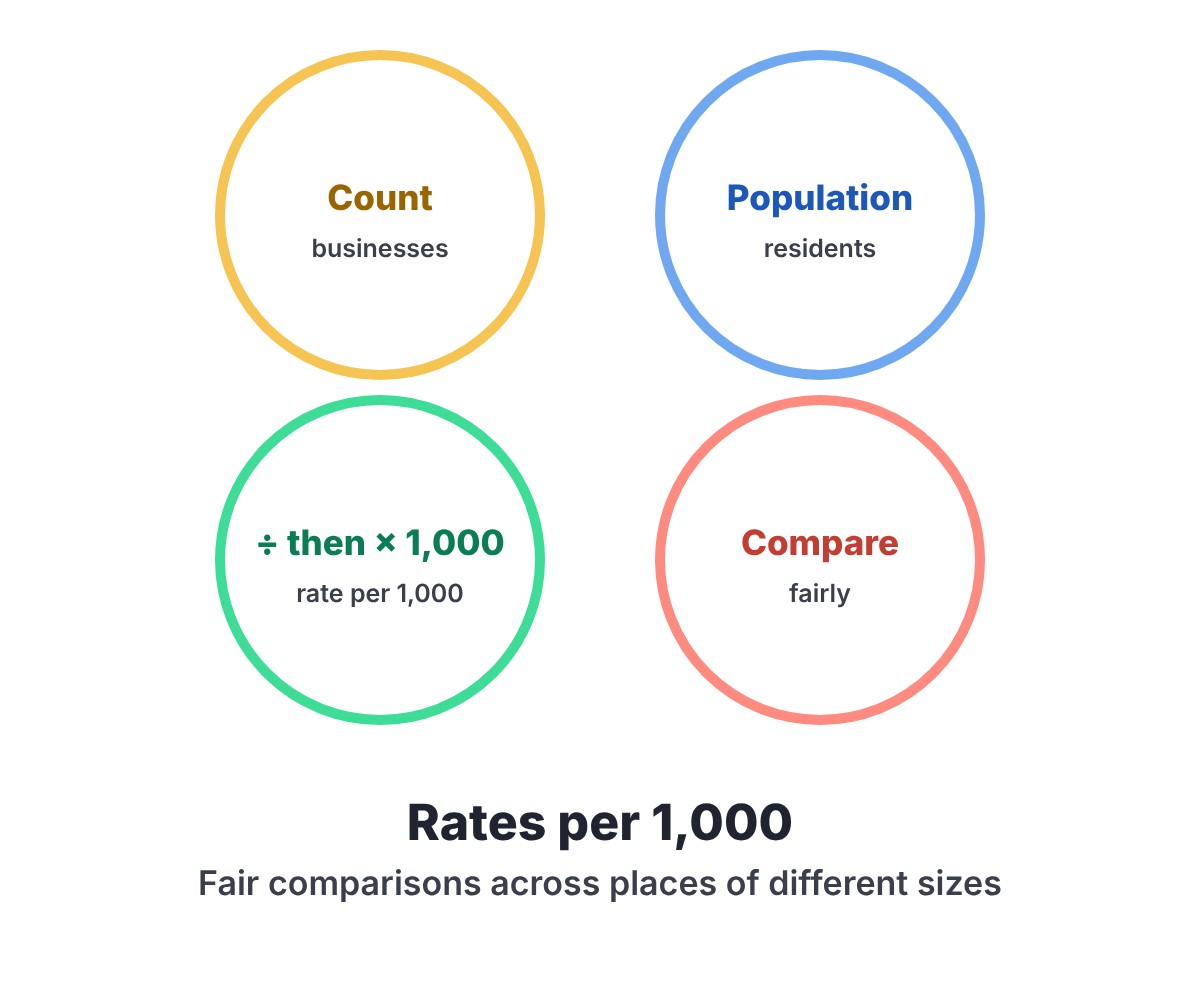 Count
businesses
Population
residents
÷ then × 1,000
rate per 1,000
Compare
fairly
Rates per 1,000
Fair comparisons across places of different sizes